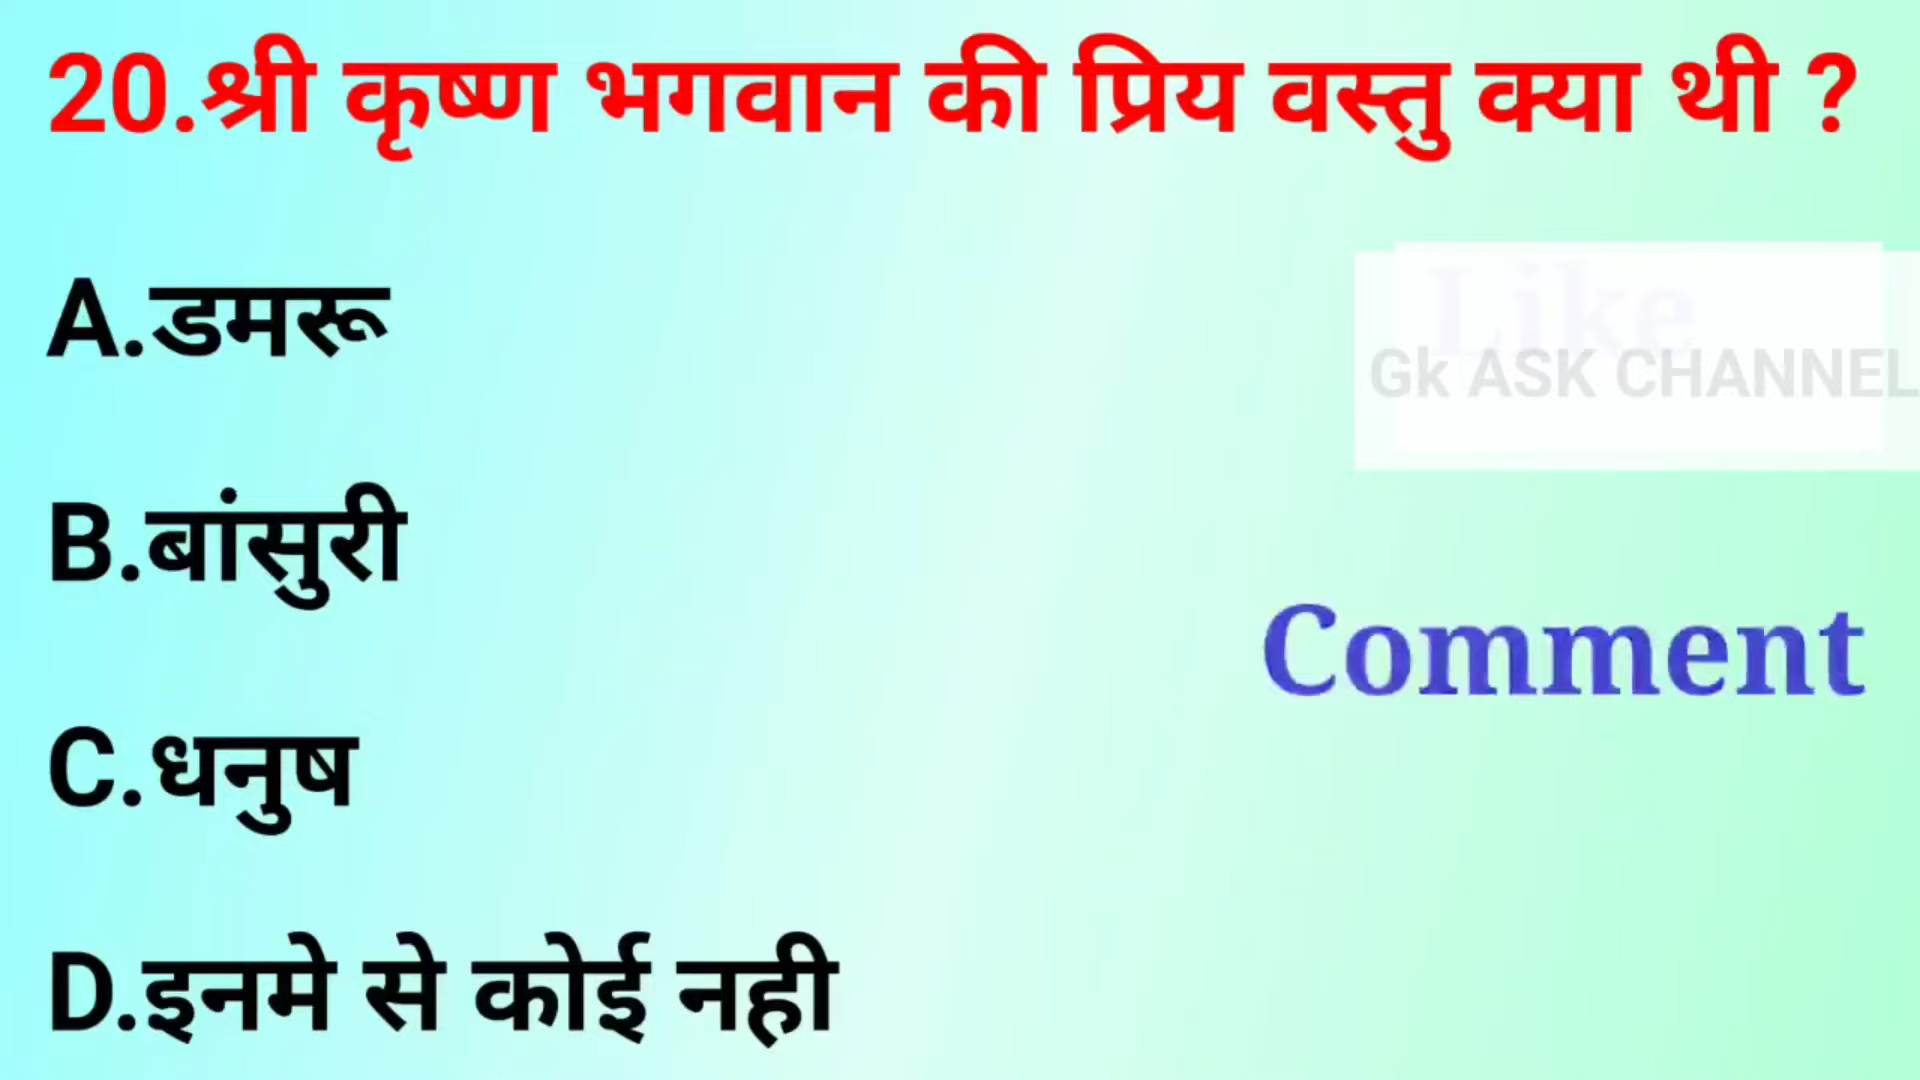 20.श्री कृष्ण भगवान की प्रिय वस्तु क्या थी ?
A.डमरू
Like
Gk ASK CHANNEL
B.बांसुरी
Comment
C.धनुष
D.इनमे से कोई नही